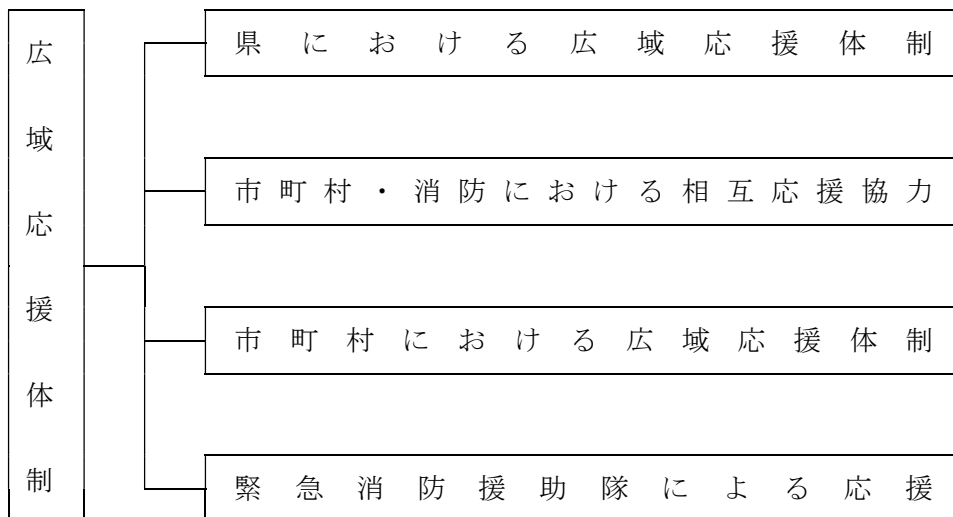 広域応援体制
県における広域応援体制
市町村・消防における相互応援協力
市町村における広域応援体制
緊急消防援助隊による応援